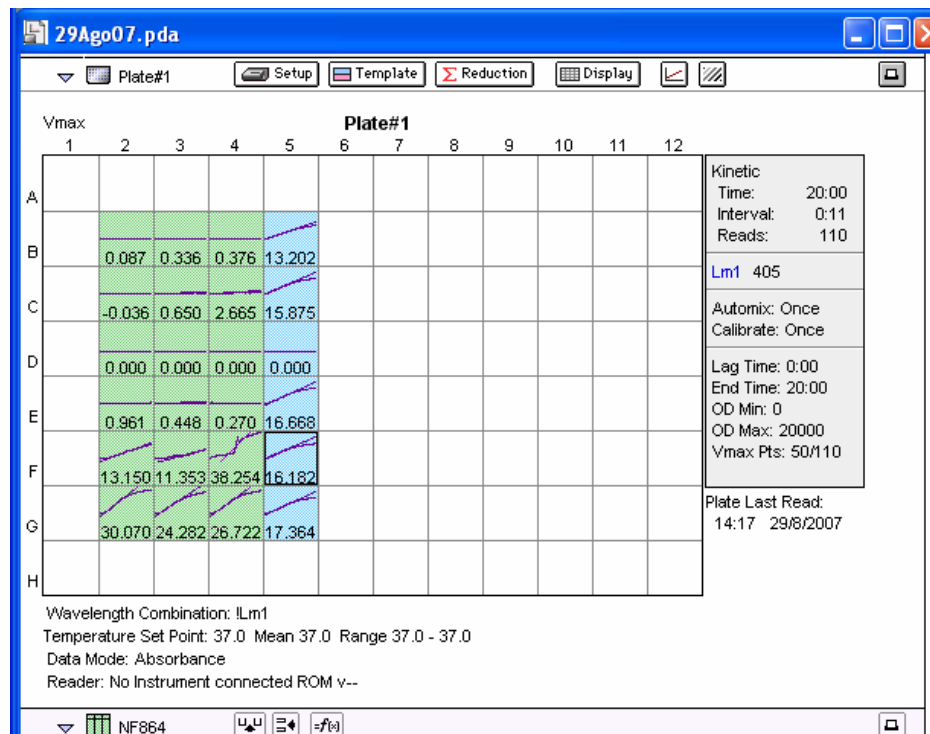 29Ago07.pda
Plate#1 Setup Template Reduction Display
Vmax Plate#1
1 2 3 4 5 6 7 8 9 10 11 12
A
B 0.087 0.336 0.376 13.202
C -0.036 0.650 2.665 15.875
D 0.000 0.000 0.000 0.000
E 0.961 0.448 0.270 16.668
F 13.150 11.353 38.254 16.182
G 30.070 24.282 26.722 17.364
H
Kinetic
Time: 20:00
Interval: 0:11
Reads: 110
Lm1 405
Automix: Once
Calibrate: Once
Lag Time: 0:00
End Time: 20:00
OD Min: 0
OD Max: 20000
Vmax Pts: 50/110
Plate Last Read:
14:17 29/8/2007
Wavelength Combination: !Lm1
Temperature Set Point: 37.0 Mean 37.0 Range 37.0 - 37.0
Data Mode: Absorbance
Reader: No Instrument connected ROM v--
NF864 =f(x)